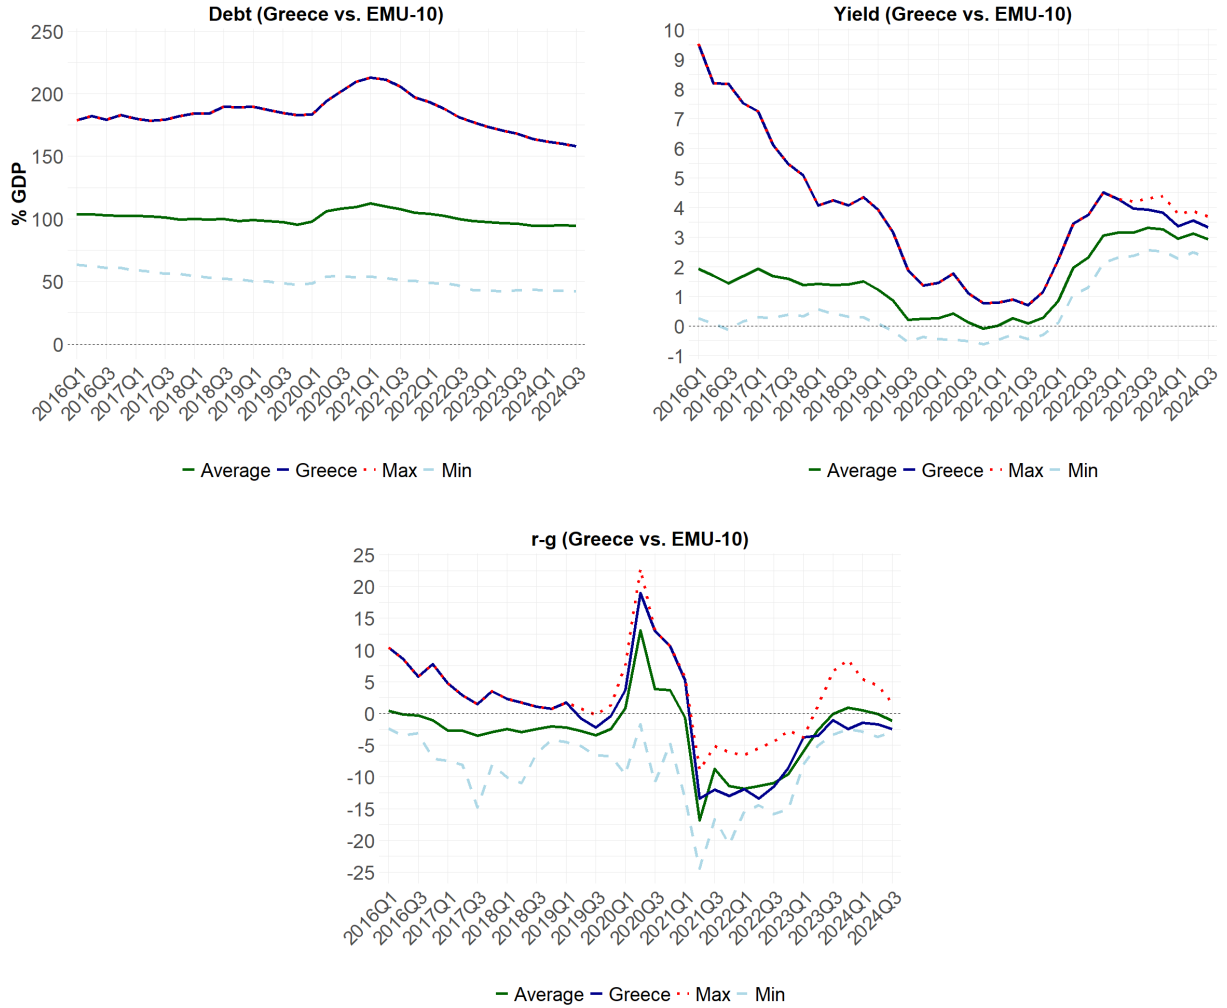 Debt (Greece vs. EMU-10)
250
200
150
100
50
0
% GDP
2016Q1
2016Q3
2017Q1
2017Q3
2018Q1
2018Q3
2019Q1
2019Q3
2020Q1
2020Q3
2021Q1
2021Q3
2022Q1
2022Q3
2023Q1
2023Q3
2024Q1
2024Q3
Average Greece Max Min
Yield (Greece vs. EMU-10)
10
9
8
7
6
5
4
3
2
1
0
-1
2016Q1
2016Q3
2017Q1
2017Q3
2018Q1
2018Q3
2019Q1
2019Q3
2020Q1
2020Q3
2021Q1
2021Q3
2022Q1
2022Q3
2023Q1
2023Q3
2024Q1
2024Q3
Average Greece Max Min
r-g (Greece vs. EMU-10)
25
20
15
10
5
0
-5
-10
-15
-20
-25
2016Q1
2016Q3
2017Q1
2017Q3
2018Q1
2018Q3
2019Q1
2019Q3
2020Q1
2020Q3
2021Q1
2021Q3
2022Q1
2022Q3
2023Q1
2023Q3
2024Q1
2024Q3
Average Greece Max Min